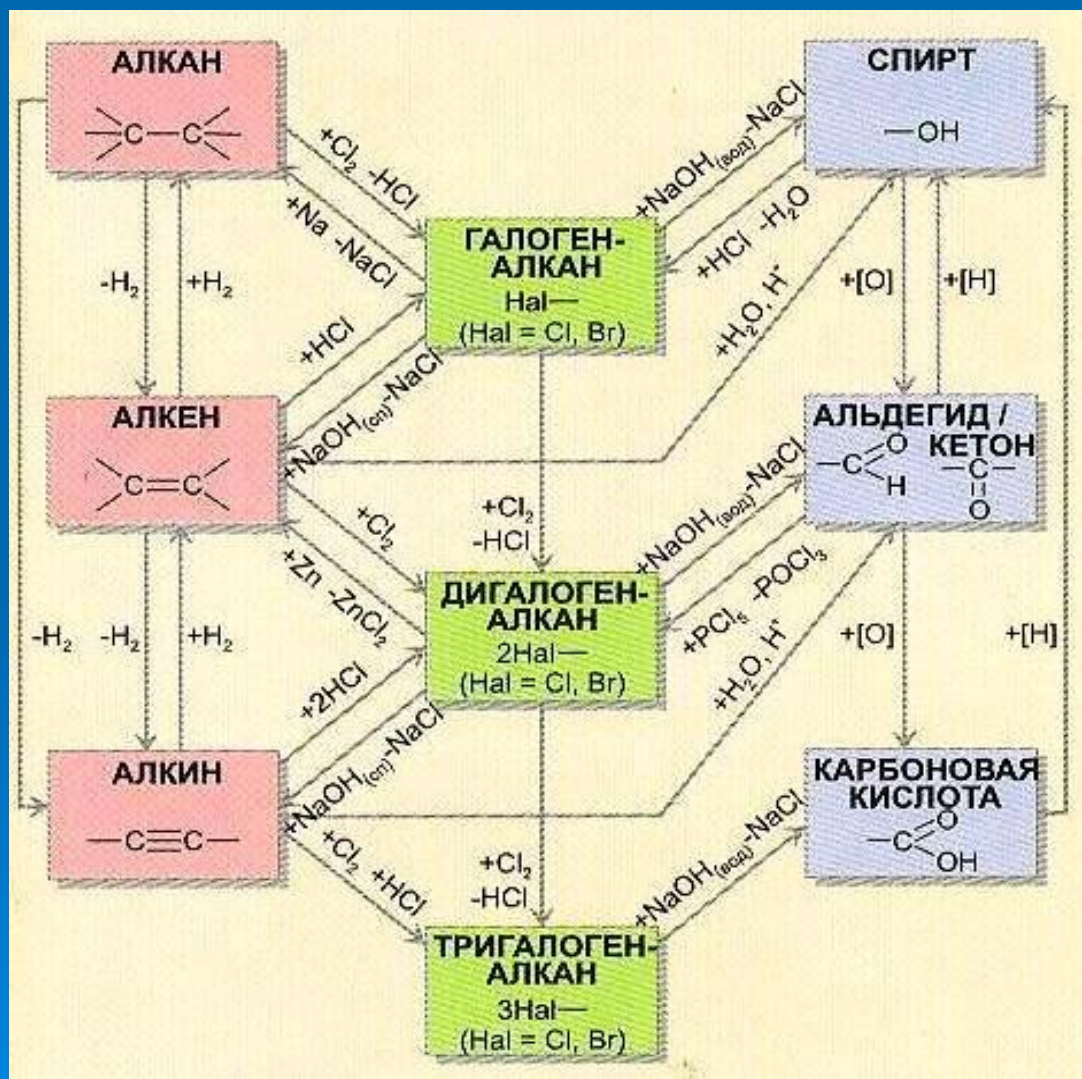 АЛКАН
C—C
СПИРТ
—OH
+Cl₂ -HCl
+Na -NaCl
+NaOH(вод)-NaCl
+HCl -H₂O
ГАЛОГЕН-
АЛКАН
Hal—
(Hal = Cl, Br)
-H₂
+H₂
+HCl
+NaOH(сп)-NaCl
+H₂O, H⁺
+[O]
+[H]
АЛКЕН
C=C
АЛЬДЕГИД /
КЕТОН
—C
O
H
—C—
O
+Cl₂
+Zn -ZnCl₂
+Cl₂
-HCl
+NaOH(вод)-NaCl
+PCl₅ -POCl₃
ДИГАЛОГЕН-
АЛКАН
2Hal—
(Hal = Cl, Br)
-H₂
-H₂
+H₂
+2HCl
+NaOH(сп)-NaCl
+H₂O, H⁺
+[O]
+[H]
АЛКИН
—C≡C—
КАРБОНОВАЯ
КИСЛОТА
—C
O
OH
+Cl₂ +HCl
+Cl₂
-HCl
+NaOH(вод)-NaCl
ТРИГАЛОГЕН-
АЛКАН
3Hal—
(Hal = Cl, Br)